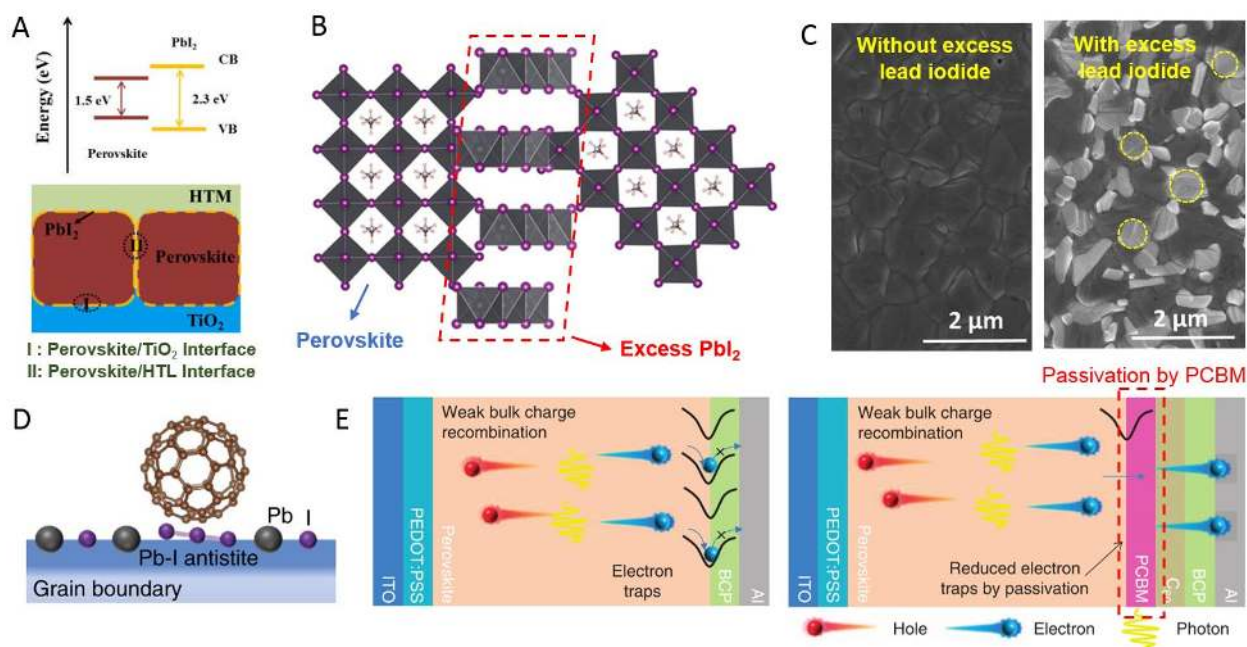 A
Energy (eV)
PbI₂
CB
1.5 eV
2.3 eV
VB
Perovskite
HTM
PbI₂
II
Perovskite
I
TiO₂
I : Perovskite/TiO₂ Interface
II: Perovskite/HTL Interface
B
Perovskite
Excess PbI₂
C
Without excess
lead iodide
2 µm
With excess
lead iodide
2 µm
D
Pb
I
Pb-I antistite
Grain boundary
E
Weak bulk charge
recombination
Electron
traps
ITO
PEDOT:PSS
Perovskite
BCP
Al
Passivation by PCBM
Weak bulk charge
recombination
Reduced electron
traps by passivation
ITO
PEDOT:PSS
Perovskite
PCBM
C₆₀
BCP
Al
Hole
Electron
Photon